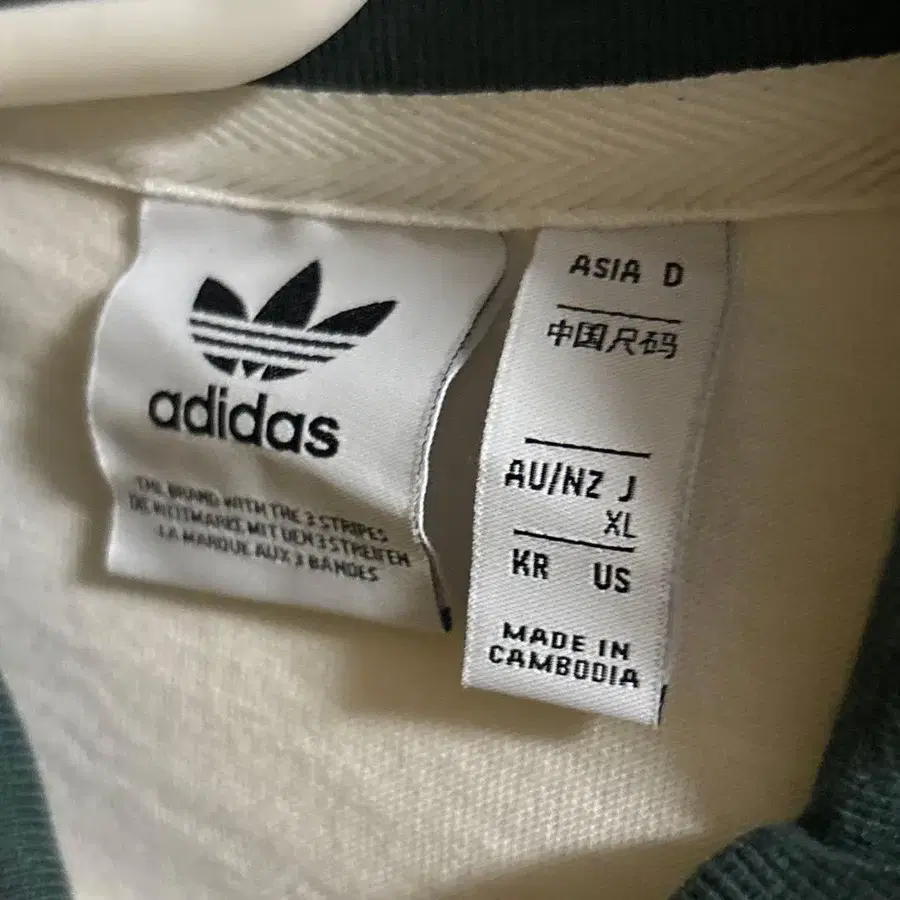 adidas
THE BRAND WITH THE 3 STRIPES
DIE WELTMARKE MIT DEN 3 STREIFEN
LA MARQUE AUX 3 BANDES
ASIA D
中国尺码
AU/NZ J
XL
KR US
MADE IN
CAMBODIA